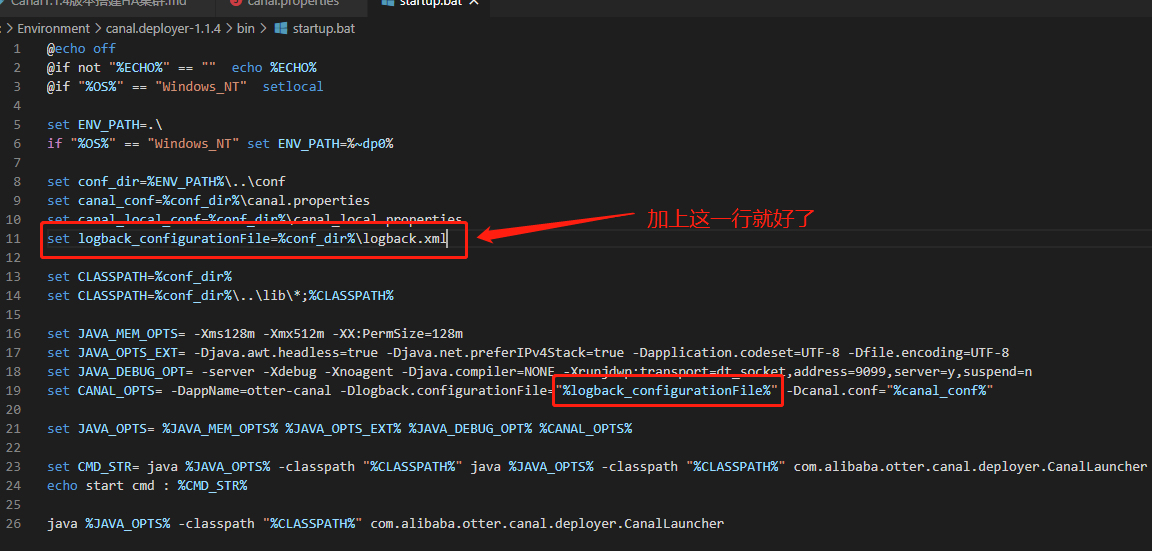 Canal1.1.4版本搭建HA集群.md canal.properties startup.bat
: > Environment > canal.deployer-1.1.4 > bin > startup.bat
1 @echo off
2 @if not "%ECHO%" == "" echo %ECHO%
3 @if "%OS%" == "Windows_NT" setlocal
4
5 set ENV_PATH=.\
6 if "%OS%" == "Windows_NT" set ENV_PATH=%~dp0%
7
8 set conf_dir=%ENV_PATH%\..\conf
9 set canal_conf=%conf_dir%\canal.properties
10 set canal_local_conf=%conf_dir%\canal_local.properties
加上这一行就好了
11 set logback_configurationFile=%conf_dir%\logback.xml
12
13 set CLASSPATH=%conf_dir%
14 set CLASSPATH=%conf_dir%\..\lib\*;%CLASSPATH%
15
16 set JAVA_MEM_OPTS= -Xms128m -Xmx512m -XX:PermSize=128m
17 set JAVA_OPTS_EXT= -Djava.awt.headless=true -Djava.net.preferIPv4Stack=true -Dapplication.codeset=UTF-8 -Dfile.encoding=UTF-8
18 set JAVA_DEBUG_OPT= -server -Xdebug -Xnoagent -Djava.compiler=NONE -Xrunjdwp:transport=dt_socket,address=9099,server=y,suspend=n
19 set CANAL_OPTS= -DappName=otter-canal -Dlogback.configurationFile="%logback_configurationFile%" -Dcanal.conf="%canal_conf%"
20
21 set JAVA_OPTS= %JAVA_MEM_OPTS% %JAVA_OPTS_EXT% %JAVA_DEBUG_OPT% %CANAL_OPTS%
22
23 set CMD_STR= java %JAVA_OPTS% -classpath "%CLASSPATH%" java %JAVA_OPTS% -classpath "%CLASSPATH%" com.alibaba.otter.canal.deployer.CanalLauncher
24 echo start cmd : %CMD_STR%
25
26 java %JAVA_OPTS% -classpath "%CLASSPATH%" com.alibaba.otter.canal.deployer.CanalLauncher